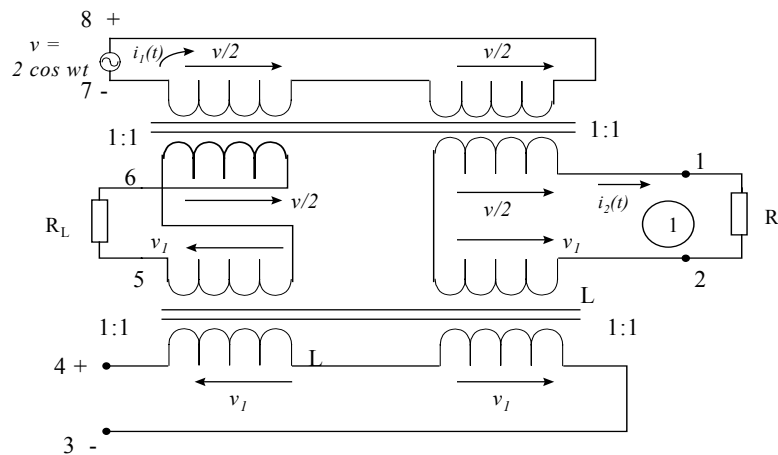 8 +
v =
2 cos wt
i1(t)
v/2
v/2
7 -
1:1
1:1
6
v/2
v/2
i2(t)
1
RL
R
1
v1
v1
5
2
L
1:1
1:1
4 +
L
v1
v1
3 -